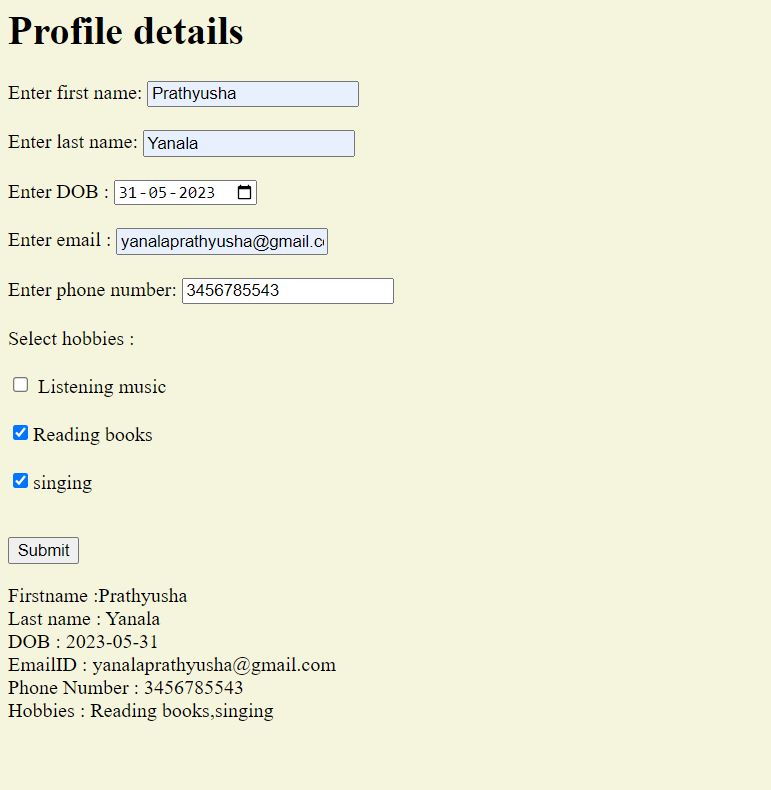 Profile details
Enter first name: Prathyusha
Enter last name: Yanala
Enter DOB : 31-05-2023
Enter email : yanalaprathyusha@gmail.c
Enter phone number: 3456785543
Select hobbies :
Listening music
Reading books
singing
Submit
Firstname :Prathyusha
Last name : Yanala
DOB : 2023-05-31
EmailID : yanalaprathyusha@gmail.com
Phone Number : 3456785543
Hobbies : Reading books,singing